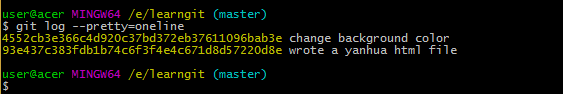 user@acer MINGW64 /e/learngit (master)
$ git log --pretty=oneline
4552cb3e366c4d920c37bd372eb37611096bab3e change background color
93e437c383fdb1b74c6f3f4e4c671d8d57220d8e wrote a yanhua html file
user@acer MINGW64 /e/learngit (master)
$